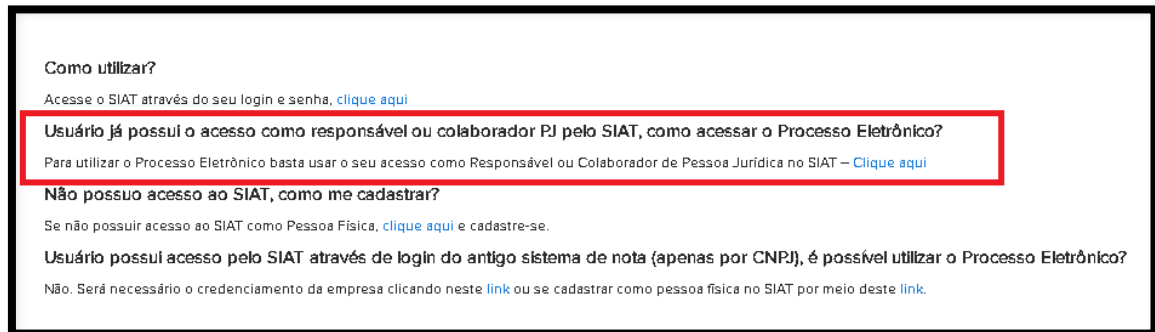 Como utilizar?
Acesse o SIAT através do seu login e senha, clique aqui
Usuário já possui o acesso como responsável ou colaborador PJ pelo SIAT, como acessar o Processo Eletrônico?
Para utilizar o Processo Eletrônico basta usar o seu acesso como Responsável ou Colaborador de Pessoa Jurídica no SIAT – Clique aqui
Não possuo acesso ao SIAT, como me cadastrar?
Se não possuir acesso ao SIAT como Pessoa Física, clique aqui e cadastre-se.
Usuário possui acesso pelo SIAT através de login do antigo sistema de nota (apenas por CNPJ), é possível utilizar o Processo Eletrônico?
Não. Será necessário o credenciamento da empresa clicando neste link ou se cadastrar como pessoa física no SIAT por meio deste link.